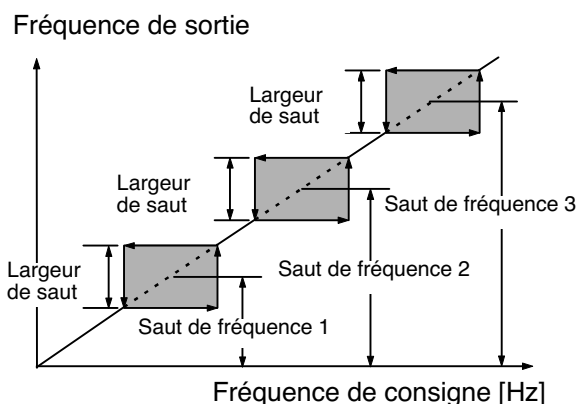 Fréquence de sortie
Largeur
de saut
Largeur
de saut
Saut de fréquence 3
Largeur
de saut
Saut de fréquence 2
Saut de fréquence 1
Fréquence de consigne [Hz]